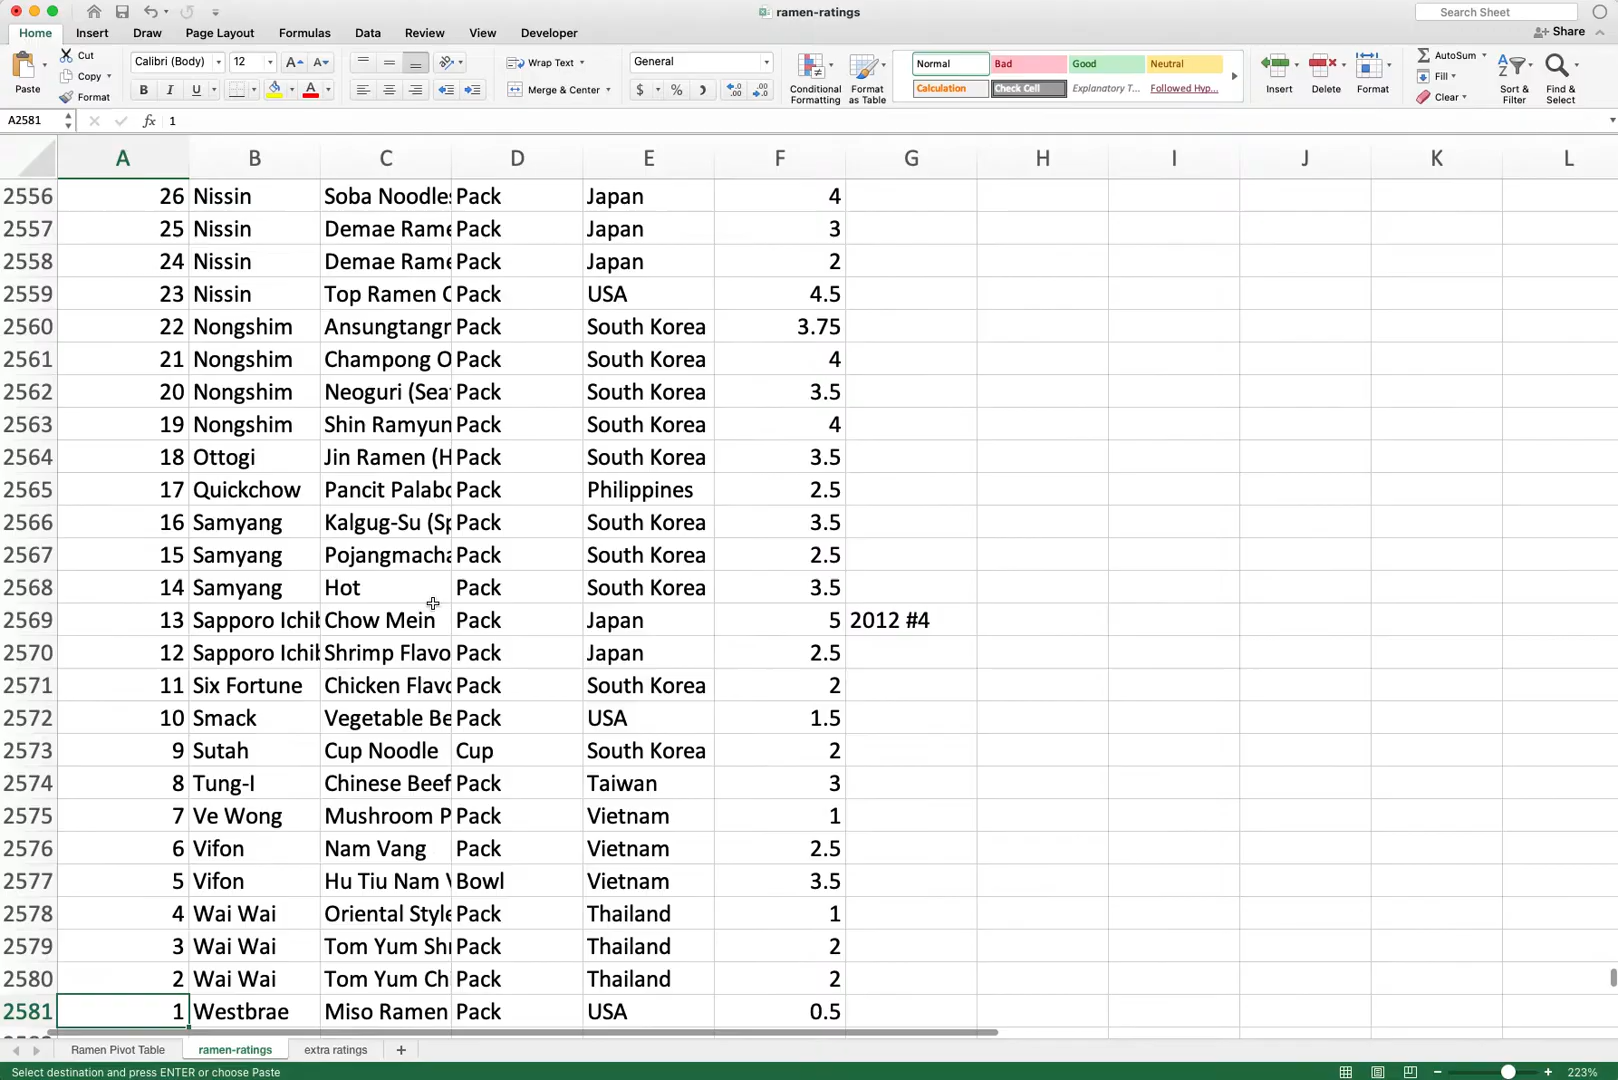 ramen-ratings
Search Sheet
Home Insert Draw Page Layout Formulas Data Review View Developer
Share
Paste
Cut
Copy
Format
Calibri (Body) 12
Wrap Text
Merge & Center
General
Conditional Formatting
Format as Table
Normal Bad Good Neutral
Calculation Check Cell Explanatory T... Followed Hyp...
Insert Delete Format
AutoSum
Fill
Clear
Sort & Filter
Find & Select
A2581 fx 1
A B C D E F G H I J K L
2556 26 Nissin Soba Noodles Pack Japan 4
2557 25 Nissin Demae Rame Pack Japan 3
2558 24 Nissin Demae Rame Pack Japan 2
2559 23 Nissin Top Ramen C Pack USA 4.5
2560 22 Nongshim Ansungtangm Pack South Korea 3.75
2561 21 Nongshim Champong O Pack South Korea 4
2562 20 Nongshim Neoguri (Sea Pack South Korea 3.5
2563 19 Nongshim Shin Ramyun Pack South Korea 4
2564 18 Ottogi Jin Ramen (H Pack South Korea 3.5
2565 17 Quickchow Pancit Palabo Pack Philippines 2.5
2566 16 Samyang Kalgug-Su (Sp Pack South Korea 3.5
2567 15 Samyang Pojangmacha Pack South Korea 2.5
2568 14 Samyang Hot Pack South Korea 3.5
2569 13 Sapporo Ichib Chow Mein Pack Japan 5 2012 #4
2570 12 Sapporo Ichib Shrimp Flavo Pack Japan 2.5
2571 11 Six Fortune Chicken Flavo Pack South Korea 2
2572 10 Smack Vegetable Be Pack USA 1.5
2573 9 Sutah Cup Noodle Cup South Korea 2
2574 8 Tung-I Chinese Beef Pack Taiwan 3
2575 7 Ve Wong Mushroom P Pack Vietnam 1
2576 6 Vifon Nam Vang Pack Vietnam 2.5
2577 5 Vifon Hu Tiu Nam V Bowl Vietnam 3.5
2578 4 Wai Wai Oriental Style Pack Thailand 1
2579 3 Wai Wai Tom Yum Shr Pack Thailand 2
2580 2 Wai Wai Tom Yum Ch Pack Thailand 2
2581 1 Westbrae Miso Ramen Pack USA 0.5
Ramen Pivot Table ramen-ratings extra ratings
Select destination and press ENTER or choose Paste
223%